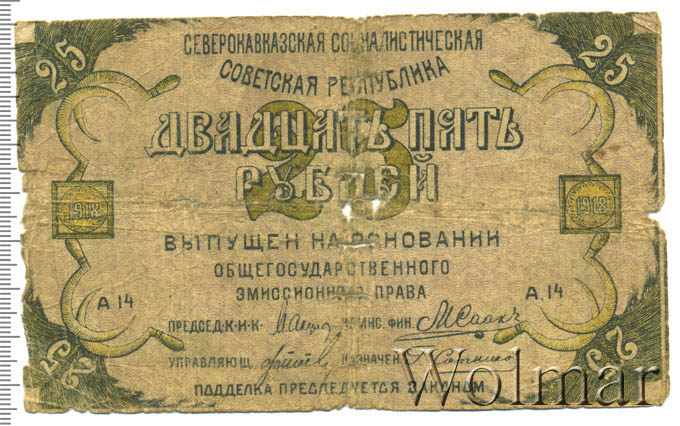 25 25
СЕВЕРОКАВКАЗСКАЯ СОЦИАЛИСТИЧЕСКАЯ
СОВЕТСКАЯ РЕСПУБЛИКА
25
ДВАДЦАТЬ ПЯТЬ
РУБЛЕЙ
1918 1918
ВЫПУЩЕН НА ОСНОВАНИИ
ОБЩЕГОСУДАРСТВЕННОГО
ЭМИССИОННОГО ПРАВА
А 14 А. 14
ПРЕДСЕД. К-И-К КОМИС. ФИН.
УПРАВЛЯЮЩ. КАЗНАЧЕЙ
25 25
ПОДДЕЛКА ПРЕСЛЕДУЕТСЯ ЗАКОНОМ
Wolmar